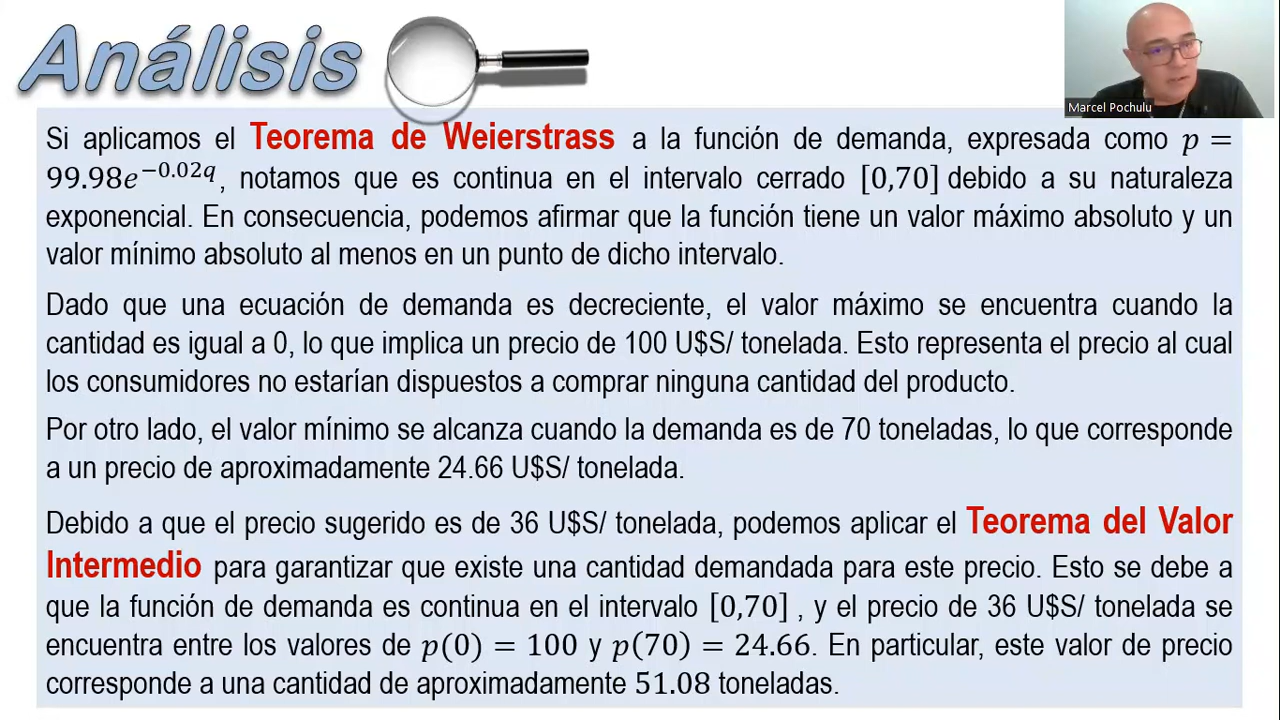 Análisis
Marcel Pochulu
Si aplicamos el Teorema de Weierstrass a la función de demanda, expresada como p =
99.98e^−0.02q, notamos que es continua en el intervalo cerrado [0,70] debido a su naturaleza
exponencial. En consecuencia, podemos afirmar que la función tiene un valor máximo absoluto y un
valor mínimo absoluto al menos en un punto de dicho intervalo.
Dado que una ecuación de demanda es decreciente, el valor máximo se encuentra cuando la
cantidad es igual a 0, lo que implica un precio de 100 U$S/ tonelada. Esto representa el precio al cual
los consumidores no estarían dispuestos a comprar ninguna cantidad del producto.
Por otro lado, el valor mínimo se alcanza cuando la demanda es de 70 toneladas, lo que corresponde
a un precio de aproximadamente 24.66 U$S/ tonelada.
Debido a que el precio sugerido es de 36 U$S/ tonelada, podemos aplicar el Teorema del Valor
Intermedio para garantizar que existe una cantidad demandada para este precio. Esto se debe a
que la función de demanda es continua en el intervalo [0,70] , y el precio de 36 U$S/ tonelada se
encuentra entre los valores de p(0) = 100 y p(70) = 24.66. En particular, este valor de precio
corresponde a una cantidad de aproximadamente 51.08 toneladas.